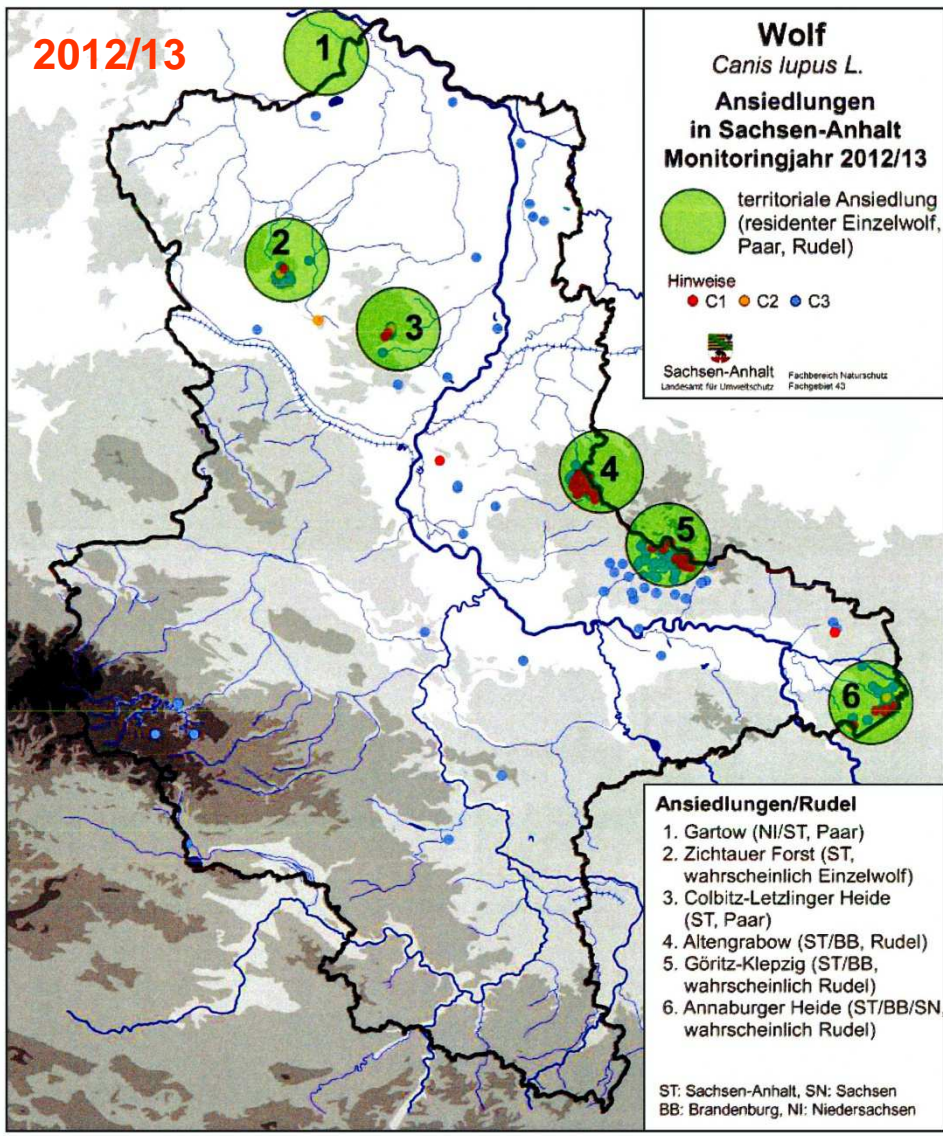 2012/13
Wolf
Canis lupus L.
Ansiedlungen
in Sachsen-Anhalt
Monitoringjahr 2012/13
territoriale Ansiedlung
(residenter Einzelwolf,
Paar, Rudel)
Hinweise
C1 C2 C3
Sachsen-Anhalt
Landesamt für Umweltschutz
Fachbereich Naturschutz
Fachgebiet 43
1
2
3
4
5
6
Ansiedlungen/Rudel
1. Gartow (NI/ST, Paar)
2. Zichtauer Forst (ST,
wahrscheinlich Einzelwolf)
3. Colbitz-Letzlinger Heide
(ST, Paar)
4. Altengrabow (ST/BB, Rudel)
5. Göritz-Klepzig (ST/BB,
wahrscheinlich Rudel)
6. Annaburger Heide (ST/BB/SN,
wahrscheinlich Rudel)
ST: Sachsen-Anhalt, SN: Sachsen
BB: Brandenburg, NI: Niedersachsen